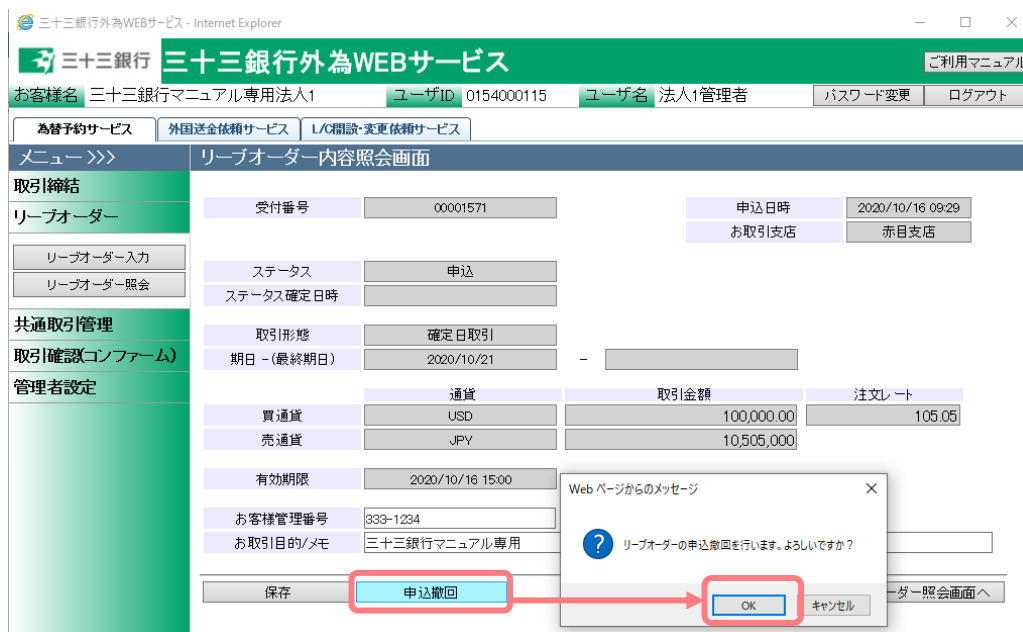 三十三銀行外為WEBサービス - Internet Explorer
三十三銀行 三十三銀行外為WEBサービス ご利用マニュアル
お客様名 三十三銀行マニュアル専用法人1 ユーザID 0154000115 ユーザ名 法人1管理者 パスワード変更 ログアウト
為替予約サービス 外国送金依頼サービス L/C開設・変更依頼サービス
メニュー >>> リーブオーダー内容照会画面
取引締結
リーブオーダー
リーブオーダー入力
リーブオーダー照会
共通取引管理
取引確認(コンファーム)
管理者設定
受付番号 00001571 申込日時 2020/10/16 09:29
お取引支店 赤目支店
ステータス 申込
ステータス確定日時
取引形態 確定日取引
期日 -(最終期日) 2020/10/21 -
通貨 取引金額 注文レート
買通貨 USD 100,000.00 105.05
売通貨 JPY 10,505,000
有効期限 2020/10/16 15:00
お客様管理番号 333-1234
お取引目的/メモ 三十三銀行マニュアル専用
保存 申込撤回 ーダー照会画面へ
Web ページからのメッセージ
リーブオーダーの申込撤回を行います。よろしいですか?
OK キャンセル